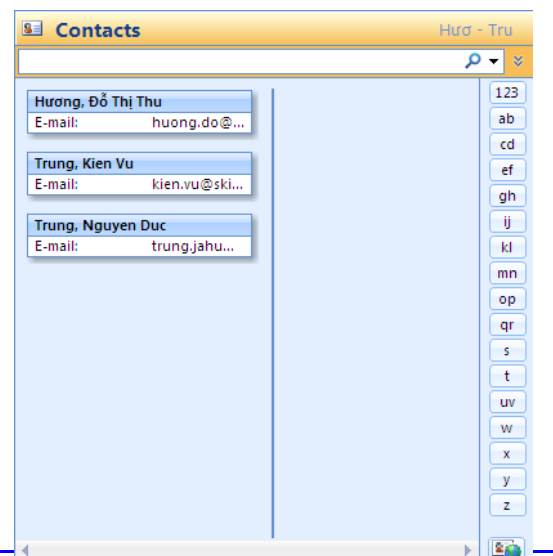 Contacts Hươ - Tru
Hương, Đỗ Thị Thu
E-mail: huong.do@...
Trung, Kien Vu
E-mail: kien.vu@ski...
Trung, Nguyen Duc
E-mail: trung.jahu...
123
ab
cd
ef
gh
ij
kl
mn
op
qr
s
t
uv
w
x
y
z